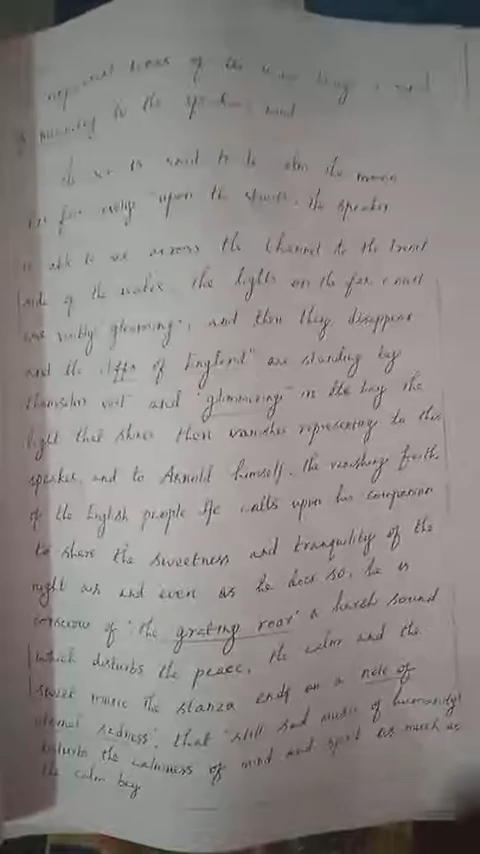 of the
to the speakers mind
the sea is said to be calm the moon
upon the the speaker
is able to see across the Channel to the
side of the water. the lights on the far coast
are visibly "gleaming", and then they disappear
and the cliffs of England" are standing by
themselves vast and "glimmering" in the bay the
light that shines then vanishes representing to the
speaker, and to Arnold himself, the vanishing faith
of the English people He calls upon his companion
to share the sweetness and tranquility of the
night air and even as he does so, he is
conscious of "the grating roar" a harsh sound
which disturbs the peace, the calm and the
sweet music the stanza ends on a note of
eternal sadness", that "still sad music of humanity'
disturbs the calmness of mind and spirit as much as
the calm bay